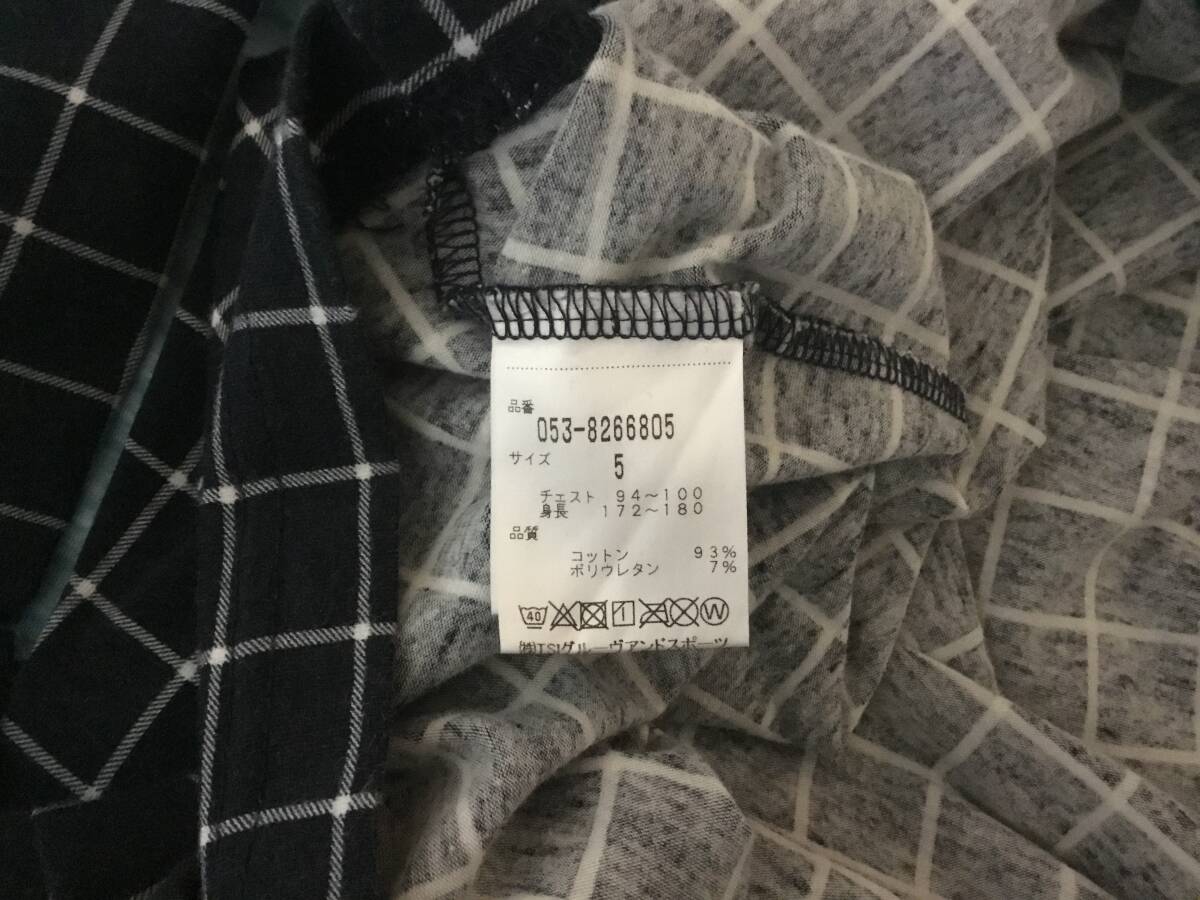 品番
053-8266805
サイズ
5
チェスト 94～100
身長 172～180
品質
コットン 93%
ポリウレタン 7%
40 W
㈱TSIグルーヴアンドスポーツ